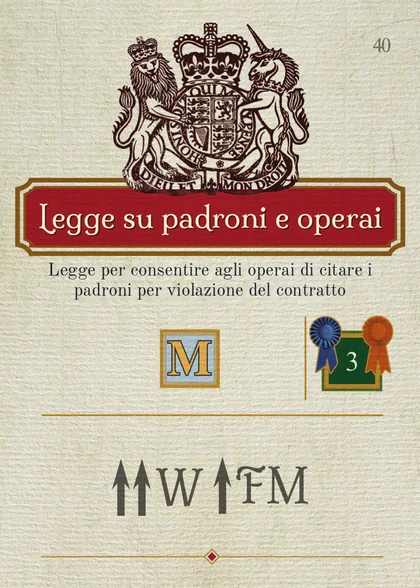 40
DIEU ET MON DROIT
Legge su padroni e operai
Legge per consentire agli operai di citare i
padroni per violazione del contratto
M
3
W FM